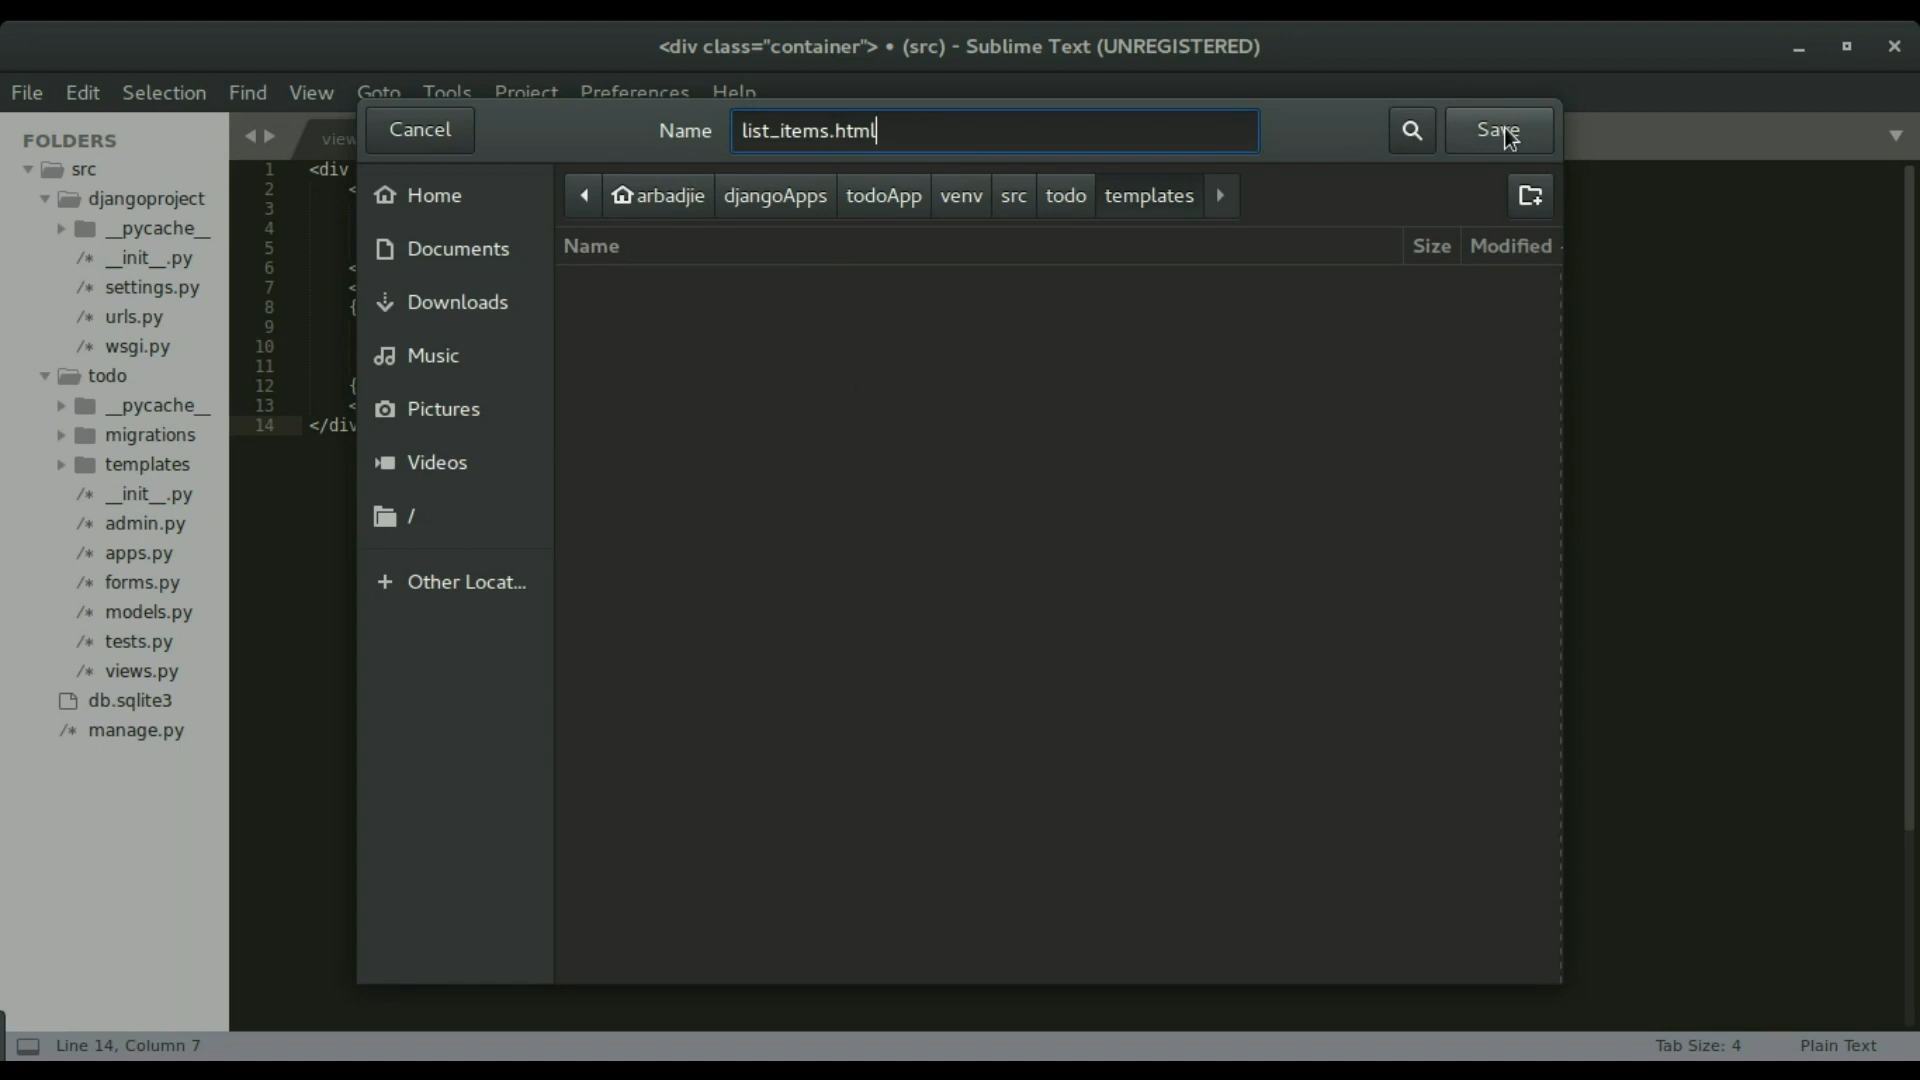 <div class="container"> • (src) - Sublime Text (UNREGISTERED)
File Edit Selection Find View Goto Tools Project Preferences Help
Cancel
Name
list_items.html
Save
FOLDERS
src
djangoproject
__pycache__
/* __init__.py
/* settings.py
/* urls.py
/* wsgi.py
todo
__pycache__
migrations
templates
/* __init__.py
/* admin.py
/* apps.py
/* forms.py
/* models.py
/* tests.py
/* views.py
db.sqlite3
/* manage.py
view
1 <div
2 <
3
4
5
6 <
7 <
8 {
9
10
11
12 {
13 <
14 </div
Home
Documents
Downloads
Music
Pictures
Videos
/
+ Other Locat...
arbadjie djangoApps todoApp venv src todo templates
Name Size Modified
Line 14, Column 7
Tab Size: 4
Plain Text